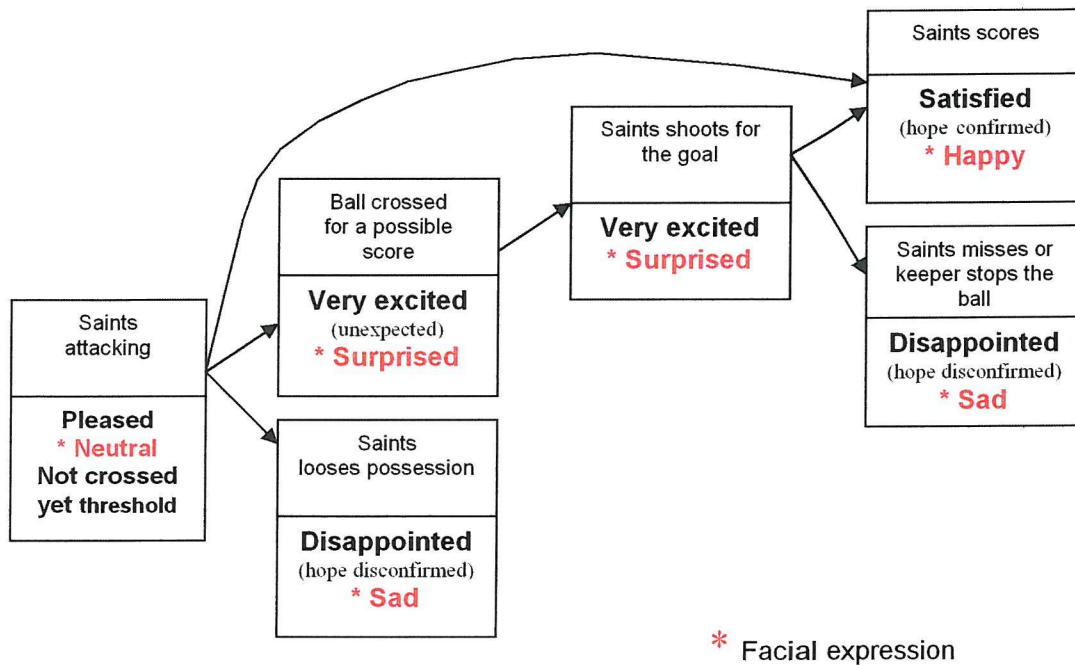 Saints
attacking
Pleased
* Neutral
Not crossed
yet threshold
Ball crossed
for a possible
score
Very excited
(unexpected)
* Surprised
Saints
looses possession
Disappointed
(hope disconfirmed)
* Sad
Saints shoots for
the goal
Very excited
* Surprised
Saints scores
Satisfied
(hope confirmed)
* Happy
Saints misses or
keeper stops the
ball
Disappointed
(hope disconfirmed)
* Sad
* Facial expression